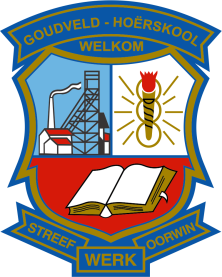 GOUDVELD - HOËRSKOOL
WELKOM
STREEF
WERK
OORWIN